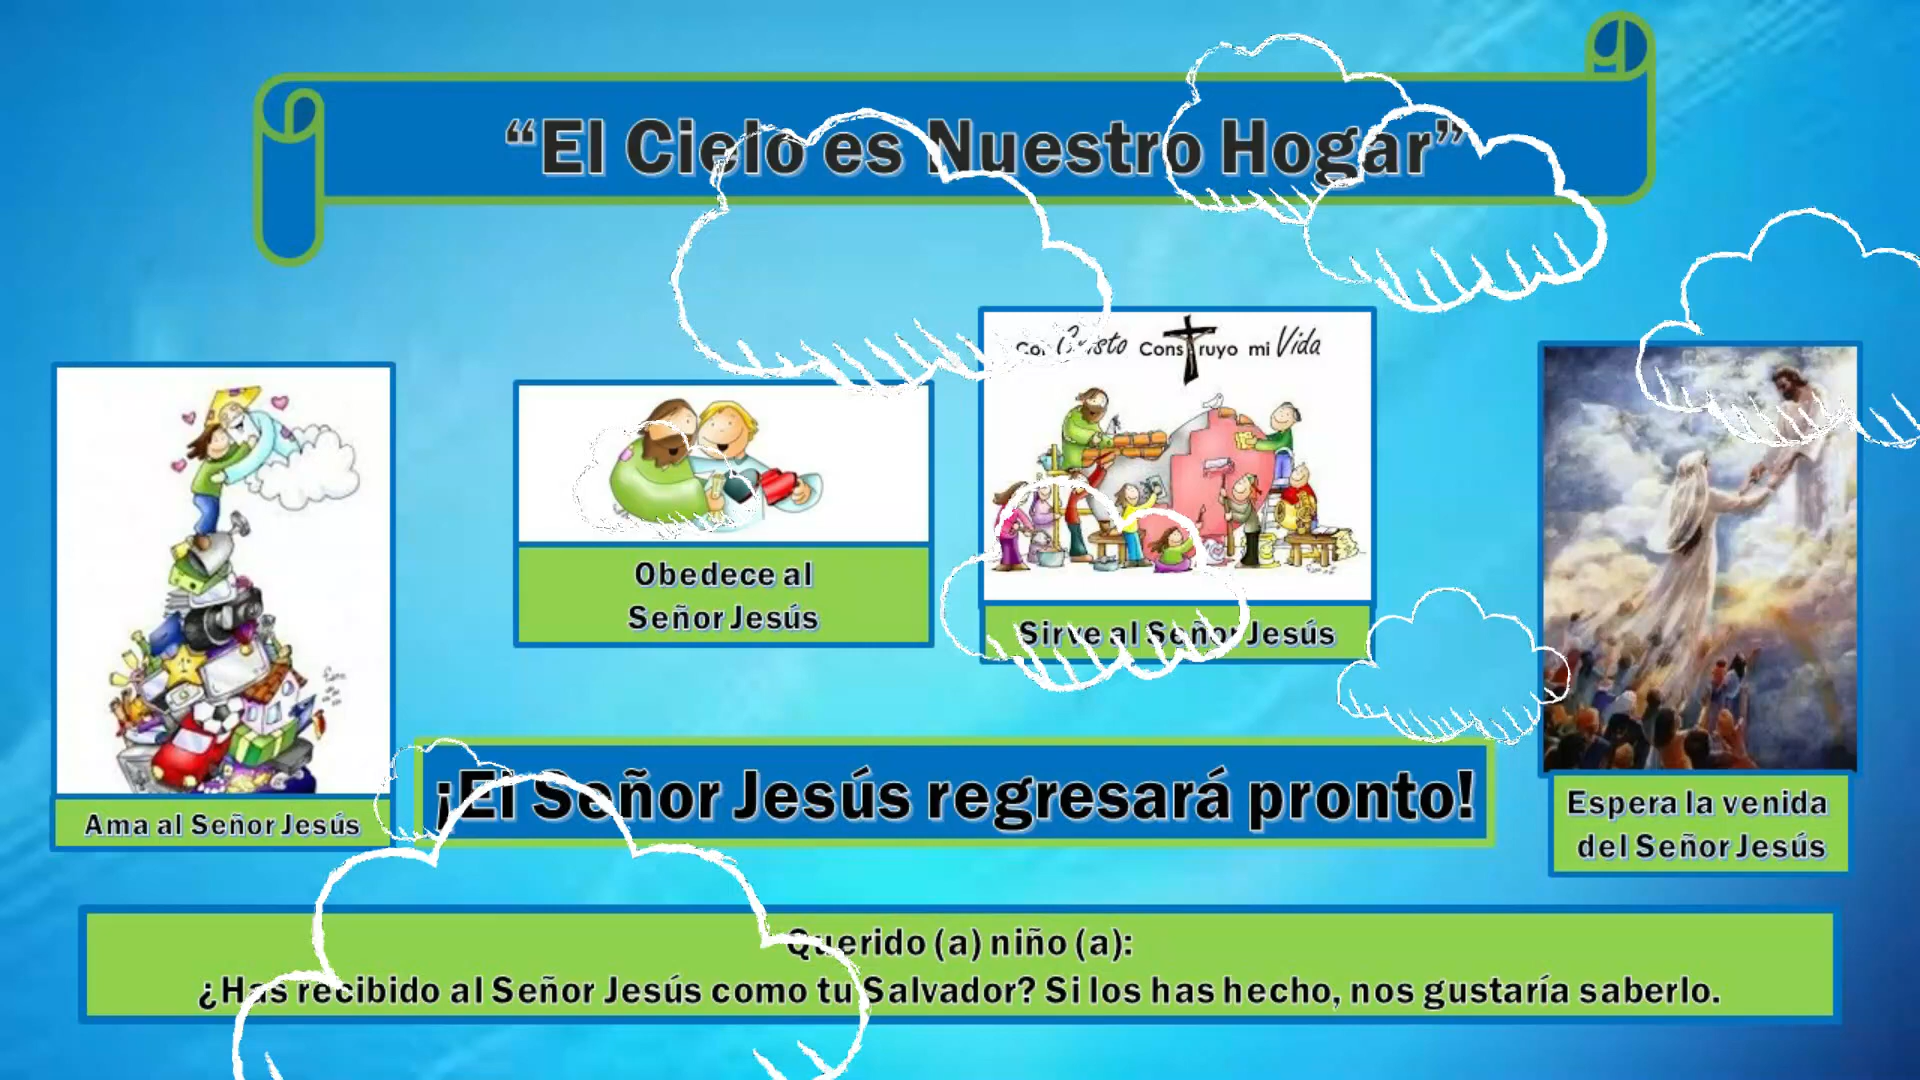 “El Cielo es Nuestro Hogar”
Con Cristo Construyo mi Vida
Obedece al
Señor Jesús
Sirve al Señor Jesús
¡El Señor Jesús regresará pronto!
Ama al Señor Jesús
Espera la venida
del Señor Jesús
Querido (a) niño (a):
¿Has recibido al Señor Jesús como tu Salvador? Si los has hecho, nos gustaría saberlo.